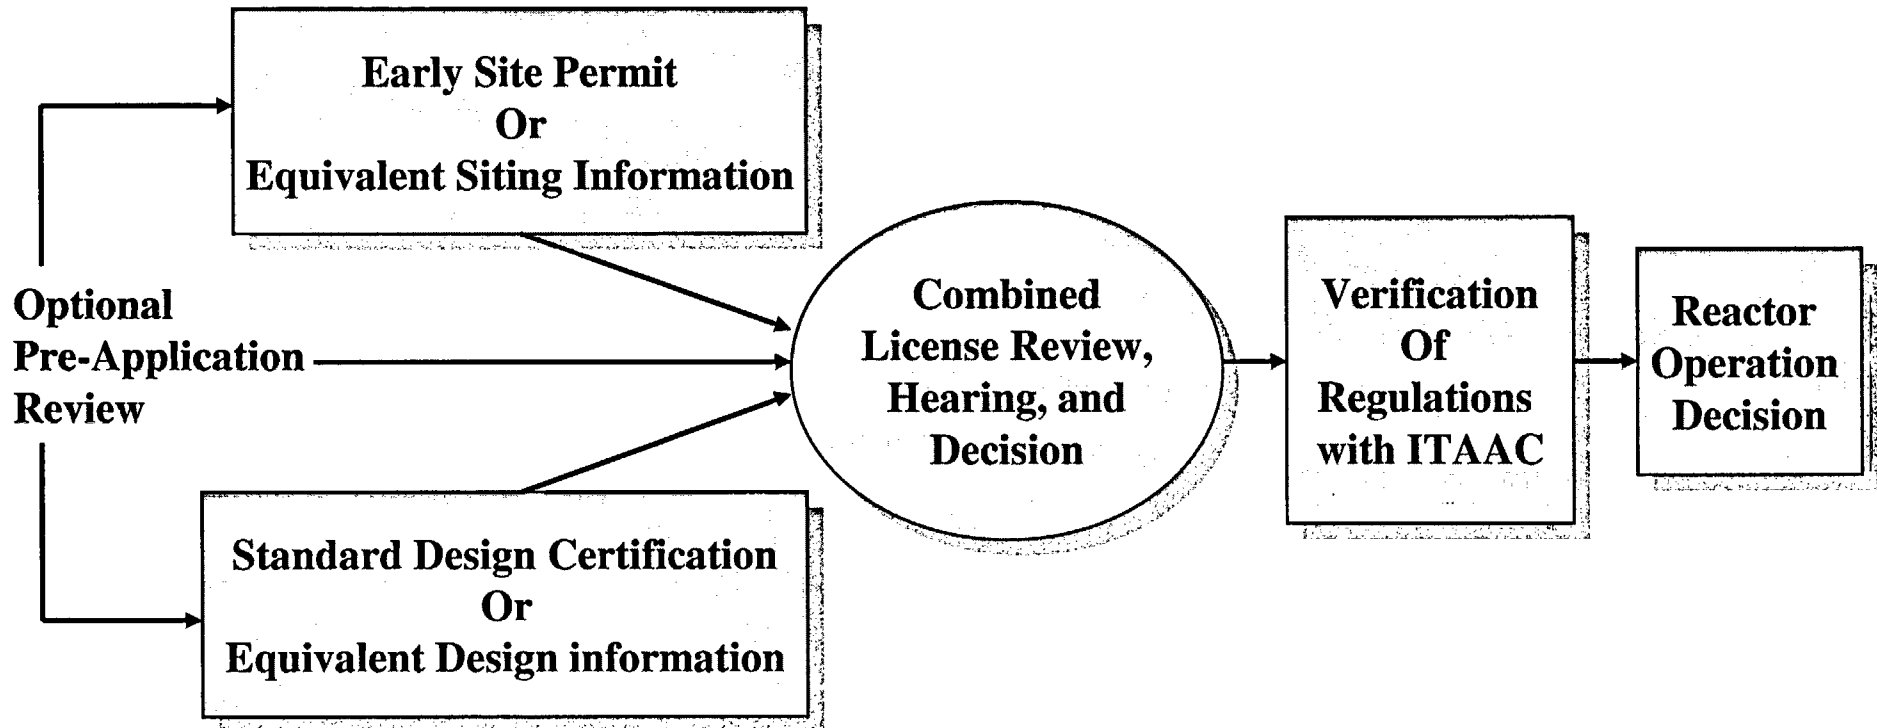 Early Site Permit
Or
Equivalent Siting Information
Optional
Pre-Application
Review
Standard Design Certification
Or
Equivalent Design information
Combined
License Review,
Hearing, and
Decision
Verification
Of
Regulations
with ITAAC
Reactor
Operation
Decision